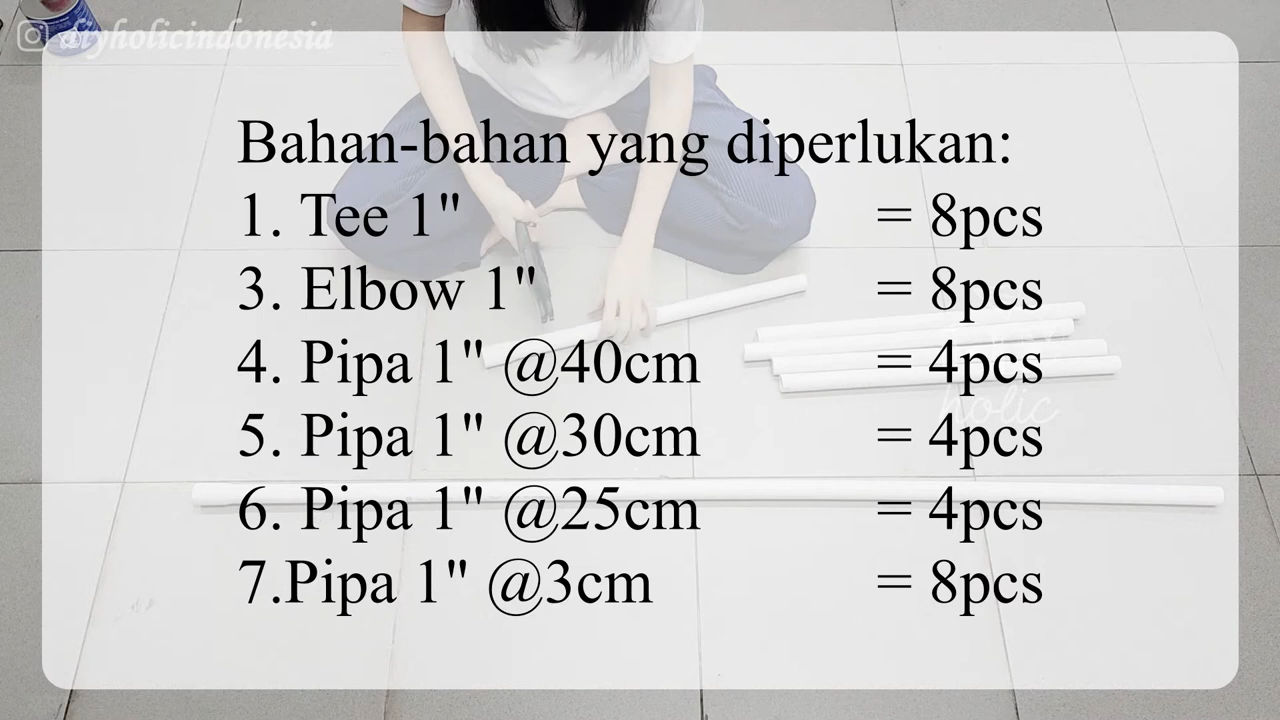 diyholicindonesia
Bahan-bahan yang diperlukan:
1. Tee 1" = 8pcs
3. Elbow 1" = 8pcs
4. Pipa 1" @40cm = 4pcs
5. Pipa 1" @30cm = 4pcs
6. Pipa 1" @25cm = 4pcs
7.Pipa 1" @3cm = 8pcs
holic